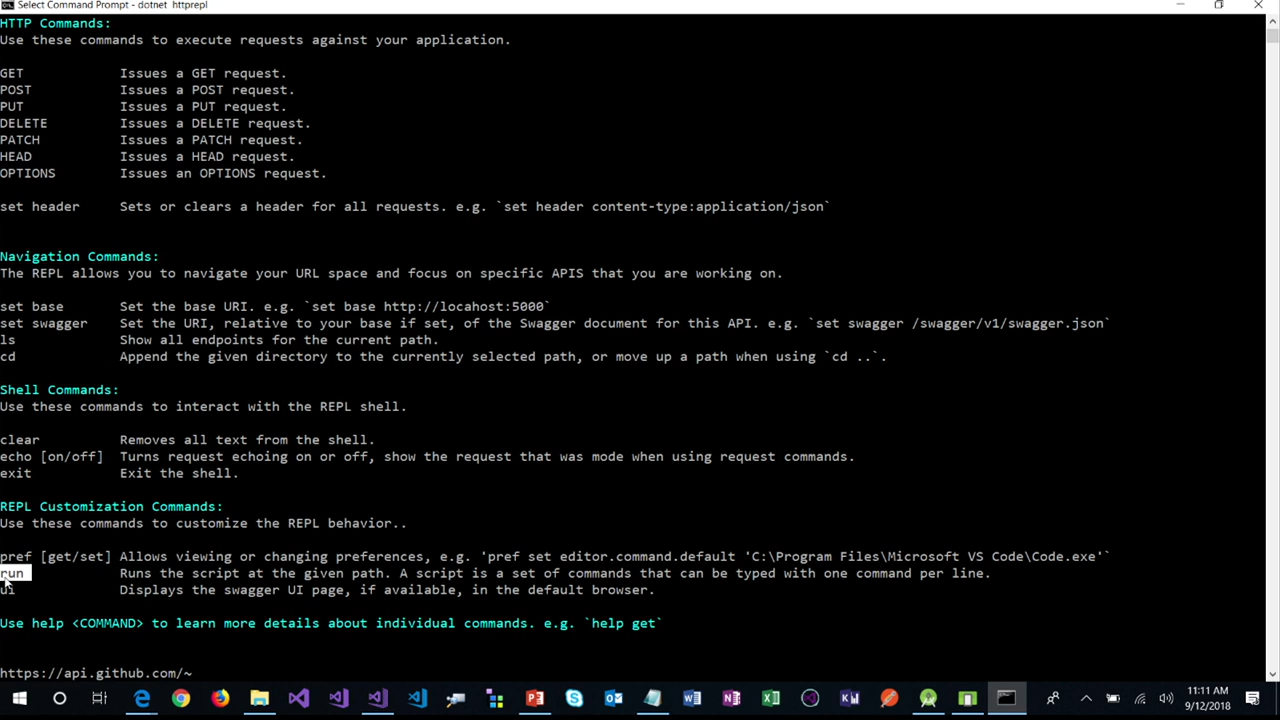 Select Command Prompt - dotnet httprepl
HTTP Commands:
Use these commands to execute requests against your application.
GET Issues a GET request.
POST Issues a POST request.
PUT Issues a PUT request.
DELETE Issues a DELETE request.
PATCH Issues a PATCH request.
HEAD Issues a HEAD request.
OPTIONS Issues an OPTIONS request.
set header Sets or clears a header for all requests. e.g. `set header content-type:application/json`
Navigation Commands:
The REPL allows you to navigate your URL space and focus on specific APIS that you are working on.
set base Set the base URI. e.g. `set base http://locahost:5000`
set swagger Set the URI, relative to your base if set, of the Swagger document for this API. e.g. `set swagger /swagger/v1/swagger.json`
ls Show all endpoints for the current path.
cd Append the given directory to the currently selected path, or move up a path when using `cd ..`.
Shell Commands:
Use these commands to interact with the REPL shell.
clear Removes all text from the shell.
echo [on/off] Turns request echoing on or off, show the request that was mode when using request commands.
exit Exit the shell.
REPL Customization Commands:
Use these commands to customize the REPL behavior..
pref [get/set] Allows viewing or changing preferences, e.g. 'pref set editor.command.default 'C:\Program Files\Microsoft VS Code\Code.exe'`
run Runs the script at the given path. A script is a set of commands that can be typed with one command per line.
ui Displays the swagger UI page, if available, in the default browser.
Use help <COMMAND> to learn more details about individual commands. e.g. `help get`
https://api.github.com/~
11:11 AM
9/12/2018